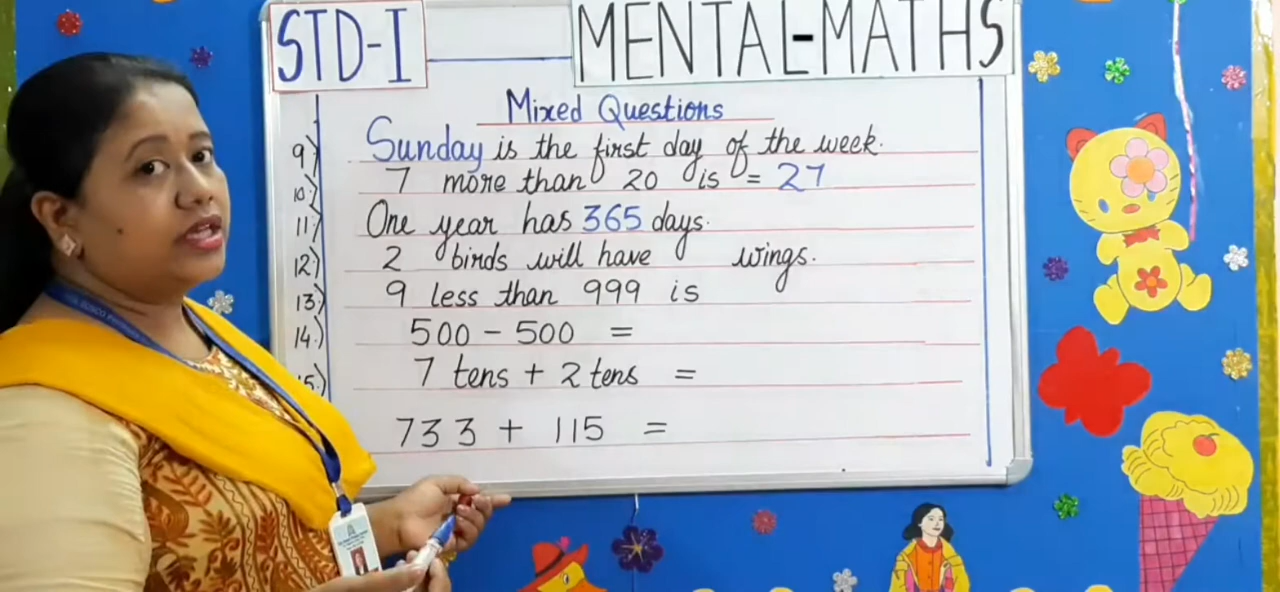 STD-I MENTAL-MATHS
Mixed Questions
9) Sunday is the first day of the week.
10) 7 more than 20 is = 27
11) One year has 365 days.
12) 2 birds will have wings.
13) 9 less than 999 is
14.) 500 - 500 =
15.) 7 tens + 2 tens =
733 + 115 =